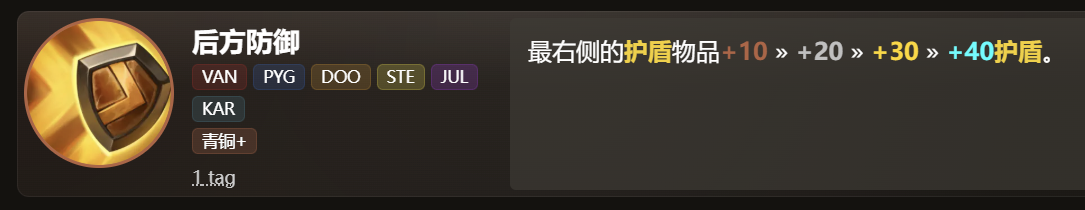 后方防御
VAN PYG DOO STE JUL
KAR
青铜+
1 tag
最右侧的护盾物品+10 » +20 » +30 » +40护盾。